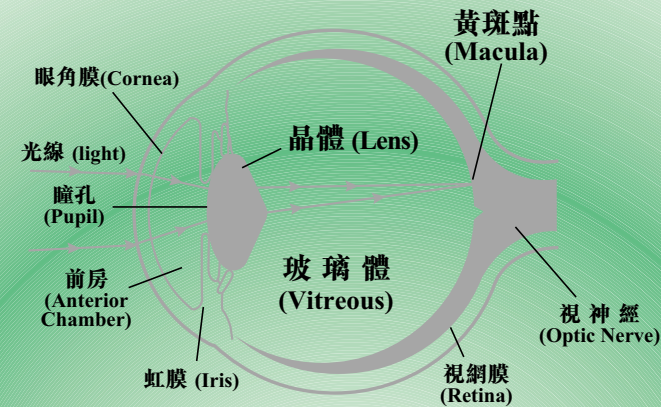 黃斑點
(Macula)
眼角膜(Cornea)
晶體 (Lens)
光線 (light)
瞳孔
(Pupil)
玻璃體
(Vitreous)
前房
(Anterior
Chamber)
視神經
(Optic Nerve)
虹膜 (Iris)
視網膜
(Retina)